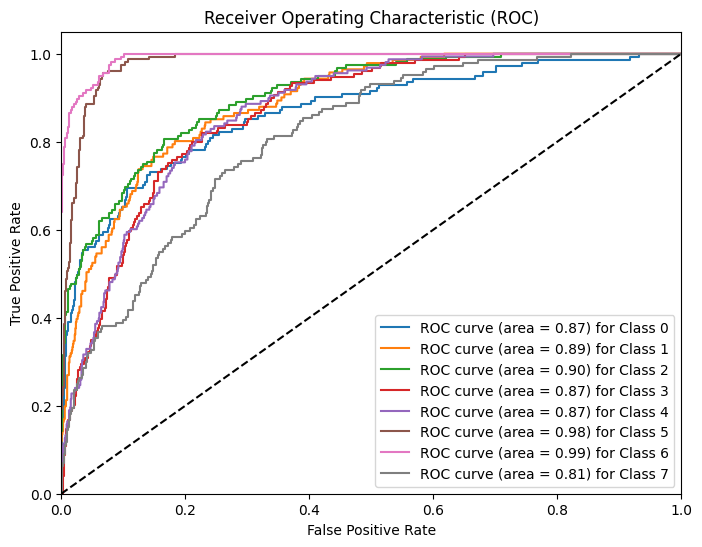 Receiver Operating Characteristic (ROC)
1.0
0.8
0.6
0.4
0.2
0.0
True Positive Rate
ROC curve (area = 0.87) for Class 0
ROC curve (area = 0.89) for Class 1
ROC curve (area = 0.90) for Class 2
ROC curve (area = 0.87) for Class 3
ROC curve (area = 0.87) for Class 4
ROC curve (area = 0.98) for Class 5
ROC curve (area = 0.99) for Class 6
ROC curve (area = 0.81) for Class 7
0.0 0.2 0.4 0.6 0.8 1.0
False Positive Rate